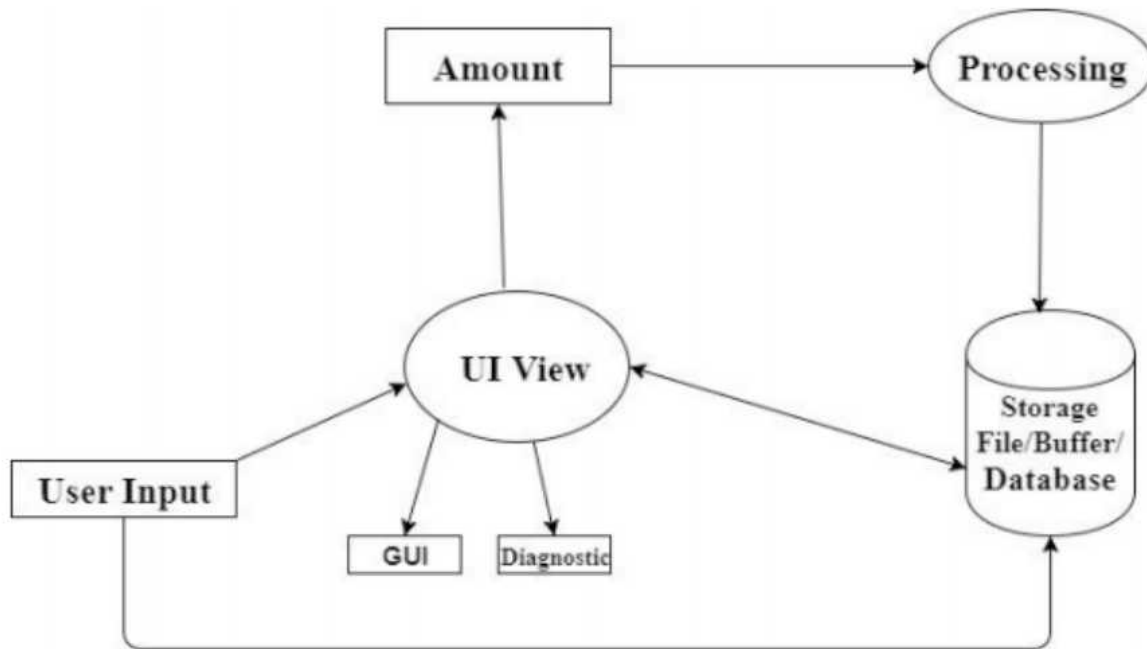 Amount
Processing
UI View
Storage
File/Buffer/
Database
User Input
GUI
Diagnostic